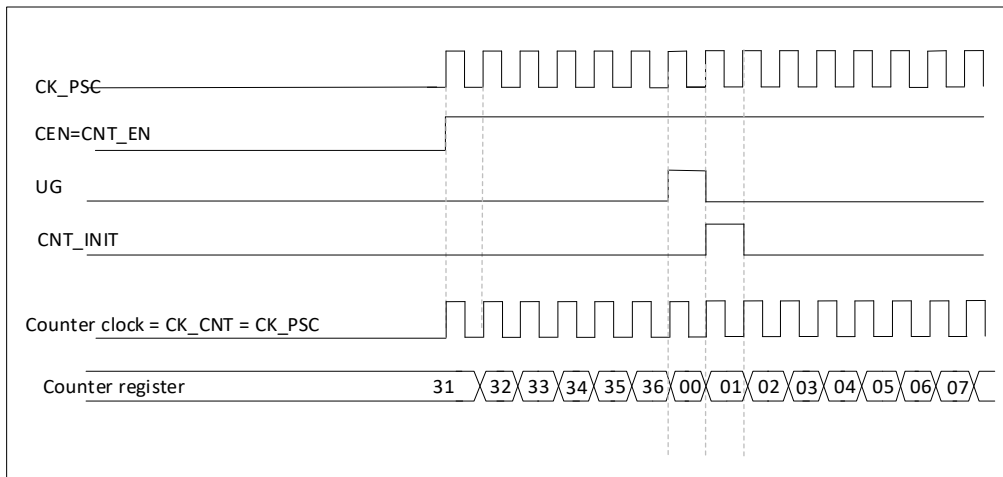 CK_PSC
CEN=CNT_EN
UG
CNT_INIT
Counter clock = CK_CNT = CK_PSC
Counter register 31 32 33 34 35 36 00 01 02 03 04 05 06 07